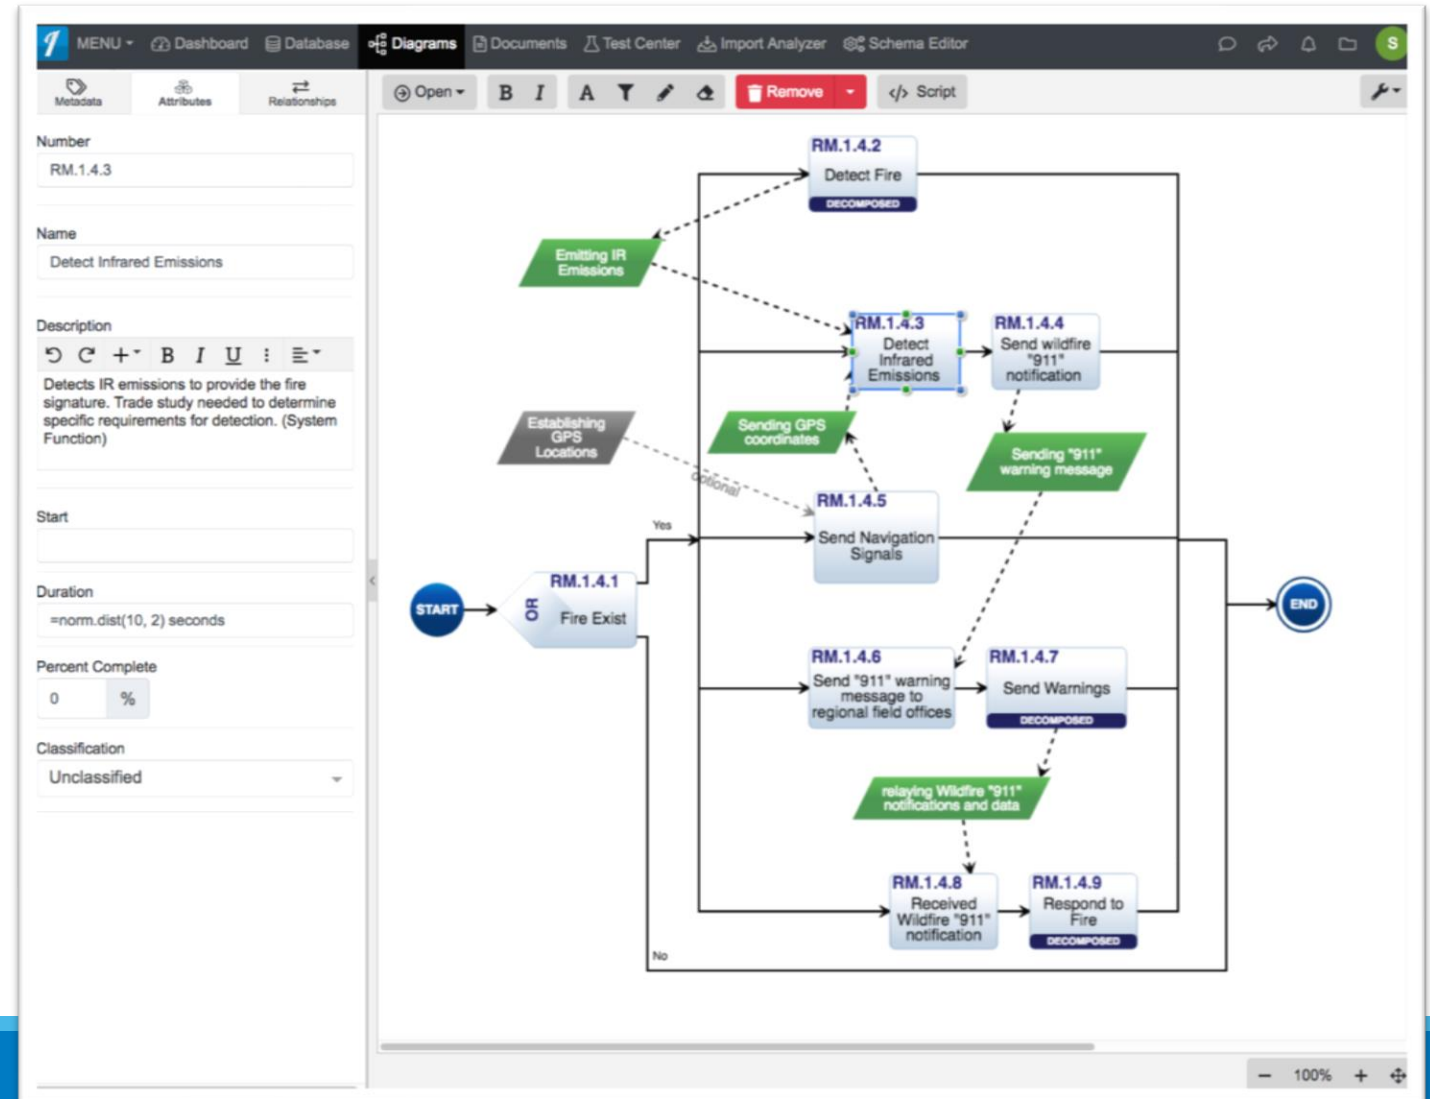 MENU Dashboard Database Diagrams Documents Test Center Import Analyzer Schema Editor S
Metadata Attributes Relationships
Open B I A Remove </> Script
Number
RM.1.4.3
Name
Detect Infrared Emissions
Description
B I U
Detects IR emissions to provide the fire
signature. Trade study needed to determine
specific requirements for detection. (System
Function)
Start
Duration
=norm.dist(10, 2) seconds
Percent Complete
0 %
Classification
Unclassified
RM.1.4.2
Detect Fire
DECOMPOSED
Emitting IR
Emissions
RM.1.4.3
Detect
Infrared
Emissions
RM.1.4.4
Send wildfire
"911"
notification
Establishing
GPS
Locations
optional
Sending GPS
coordinates
Sending "911"
warning message
RM.1.4.5
Send Navigation
Signals
Yes
START
RM.1.4.1
OR
Fire Exist
END
RM.1.4.6
Send "911" warning
message to
regional field offices
RM.1.4.7
Send Warnings
DECOMPOSED
relaying Wildfire "911"
notifications and data
RM.1.4.8
Received
Wildfire "911"
notification
RM.1.4.9
Respond to
Fire
DECOMPOSED
No
100%